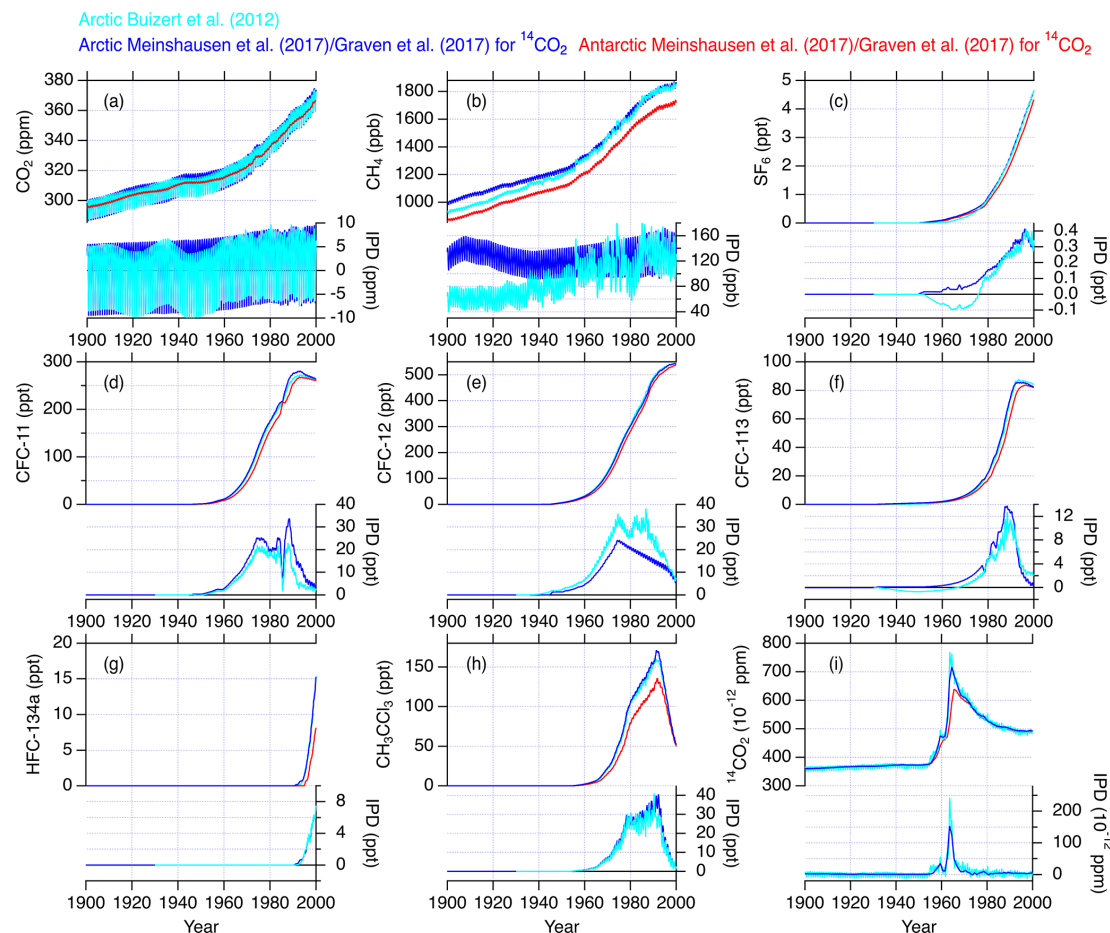 Arctic Buizert et al. (2012)
Arctic Meinshausen et al. (2017)/Graven et al. (2017) for ¹⁴CO₂ Antarctic Meinshausen et al. (2017)/Graven et al. (2017) for ¹⁴CO₂
(a)
CO₂ (ppm)
380
360
340
320
300
IPD (ppm)
10
5
0
-5
-10
1900 1920 1940 1960 1980 2000
(b)
CH₄ (ppb)
1800
1600
1400
1200
1000
IPD (ppb)
160
120
80
40
1900 1920 1940 1960 1980 2000
(c)
SF₆ (ppt)
5
4
3
2
1
0
IPD (ppt)
0.4
0.3
0.2
0.1
0.0
-0.1
1900 1920 1940 1960 1980 2000
(d)
CFC-11 (ppt)
300
200
100
0
IPD (ppt)
40
30
20
10
0
1900 1920 1940 1960 1980 2000
(e)
CFC-12 (ppt)
500
400
300
200
100
0
IPD (ppt)
40
30
20
10
0
1900 1920 1940 1960 1980 2000
(f)
CFC-113 (ppt)
100
80
60
40
20
0
IPD (ppt)
12
8
4
0
1900 1920 1940 1960 1980 2000
(g)
HFC-134a (ppt)
20
15
10
5
0
IPD (ppt)
8
6
4
2
0
1900 1920 1940 1960 1980 2000
Year
(h)
CH₃CCl₃ (ppt)
150
100
50
0
IPD (ppt)
40
30
20
10
0
1900 1920 1940 1960 1980 2000
Year
(i)
¹⁴CO₂ (10⁻¹² ppm)
800
700
600
500
400
300
IPD (10⁻¹² ppm)
200
100
0
1900 1920 1940 1960 1980 2000
Year